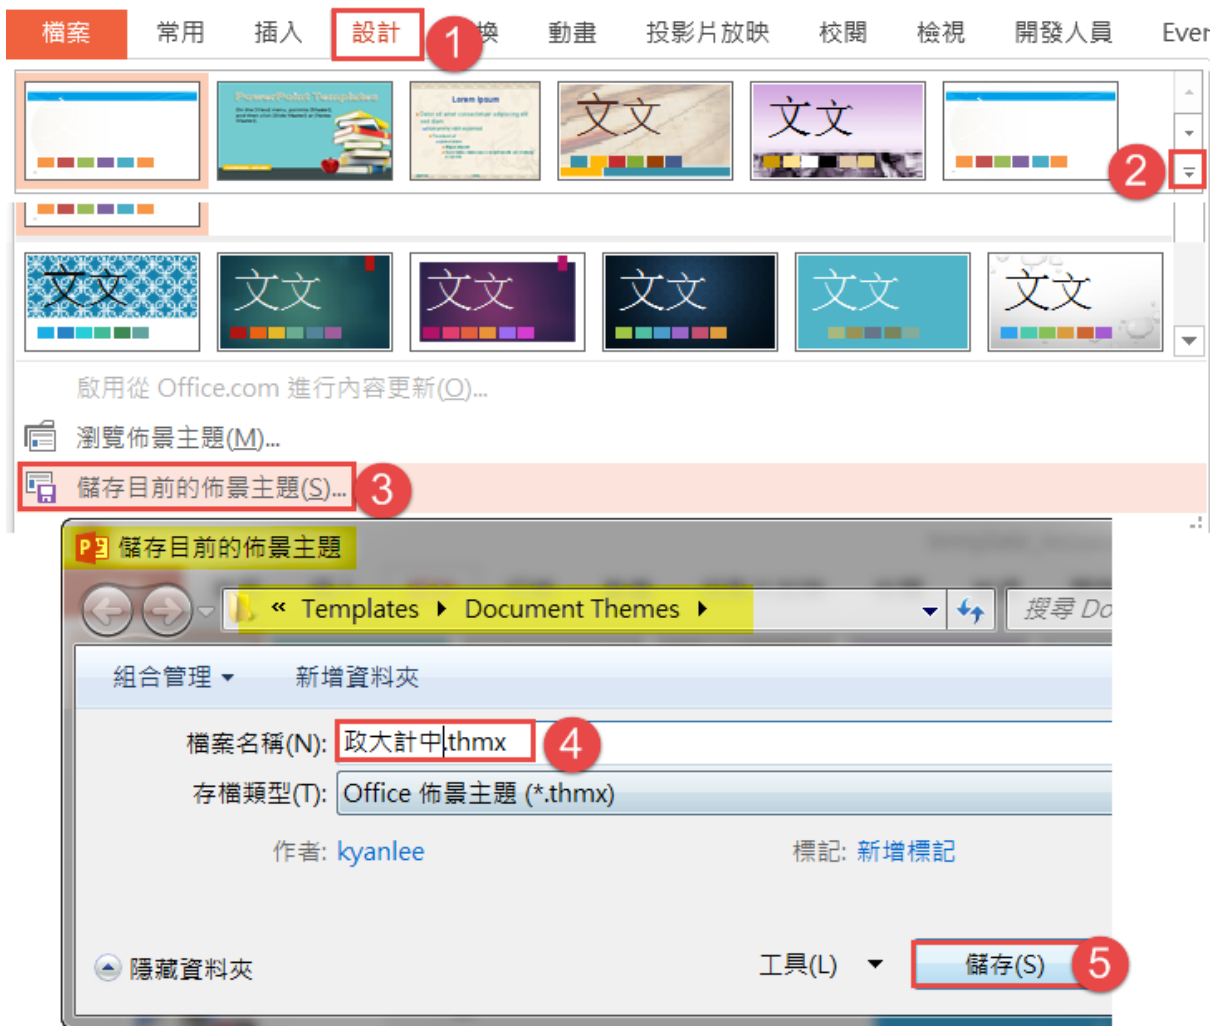 檔案 常用 插入 設計 1 換 動畫 投影片放映 校閱 檢視 開發人員 Ever
PowerPoint Templates
Lorem Ipsum
文文
文文
2
文文
文文
文文
文文
文文
文文
啟用從 Office.com 進行內容更新(O)...
瀏覽佈景主題(M)...
儲存目前的佈景主題(S)... 3
儲存目前的佈景主題
« Templates Document Themes 搜尋 Do
組合管理 新增資料夾
檔案名稱(N): 政大計中.thmx 4
存檔類型(T): Office 佈景主題 (*.thmx)
作者: kyanlee 標記: 新增標記
隱藏資料夾 工具(L) 儲存(S) 5